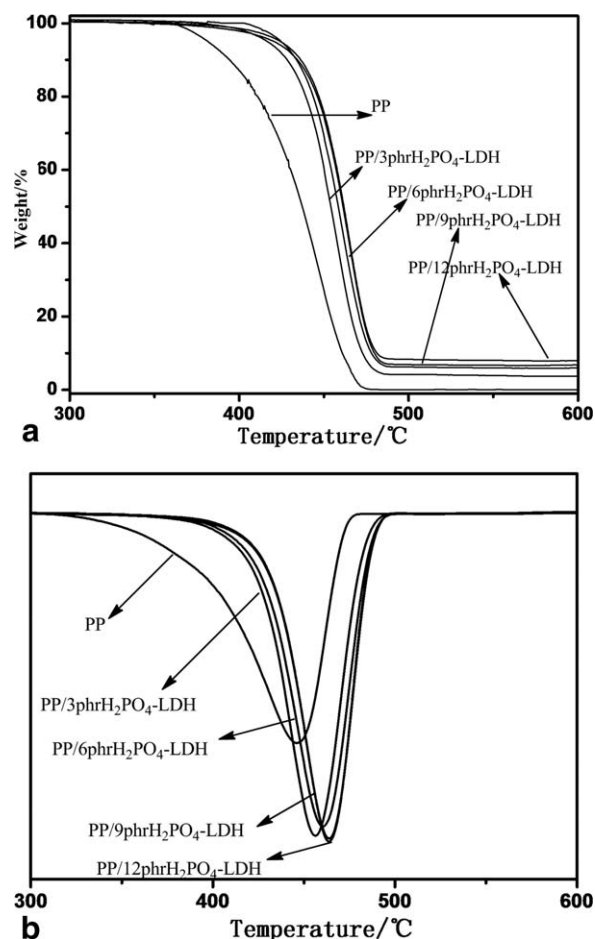 100
80
60
40
20
0
Weight/%
PP
PP/3phrH₂PO₄-LDH
PP/6phrH₂PO₄-LDH
PP/9phrH₂PO₄-LDH
PP/12phrH₂PO₄-LDH
300 400 500 600
Temperature/℃
a
PP
PP/3phrH₂PO₄-LDH
PP/6phrH₂PO₄-LDH
PP/9phrH₂PO₄-LDH
PP/12phrH₂PO₄-LDH
300 400 500 600
Temperature/℃
b